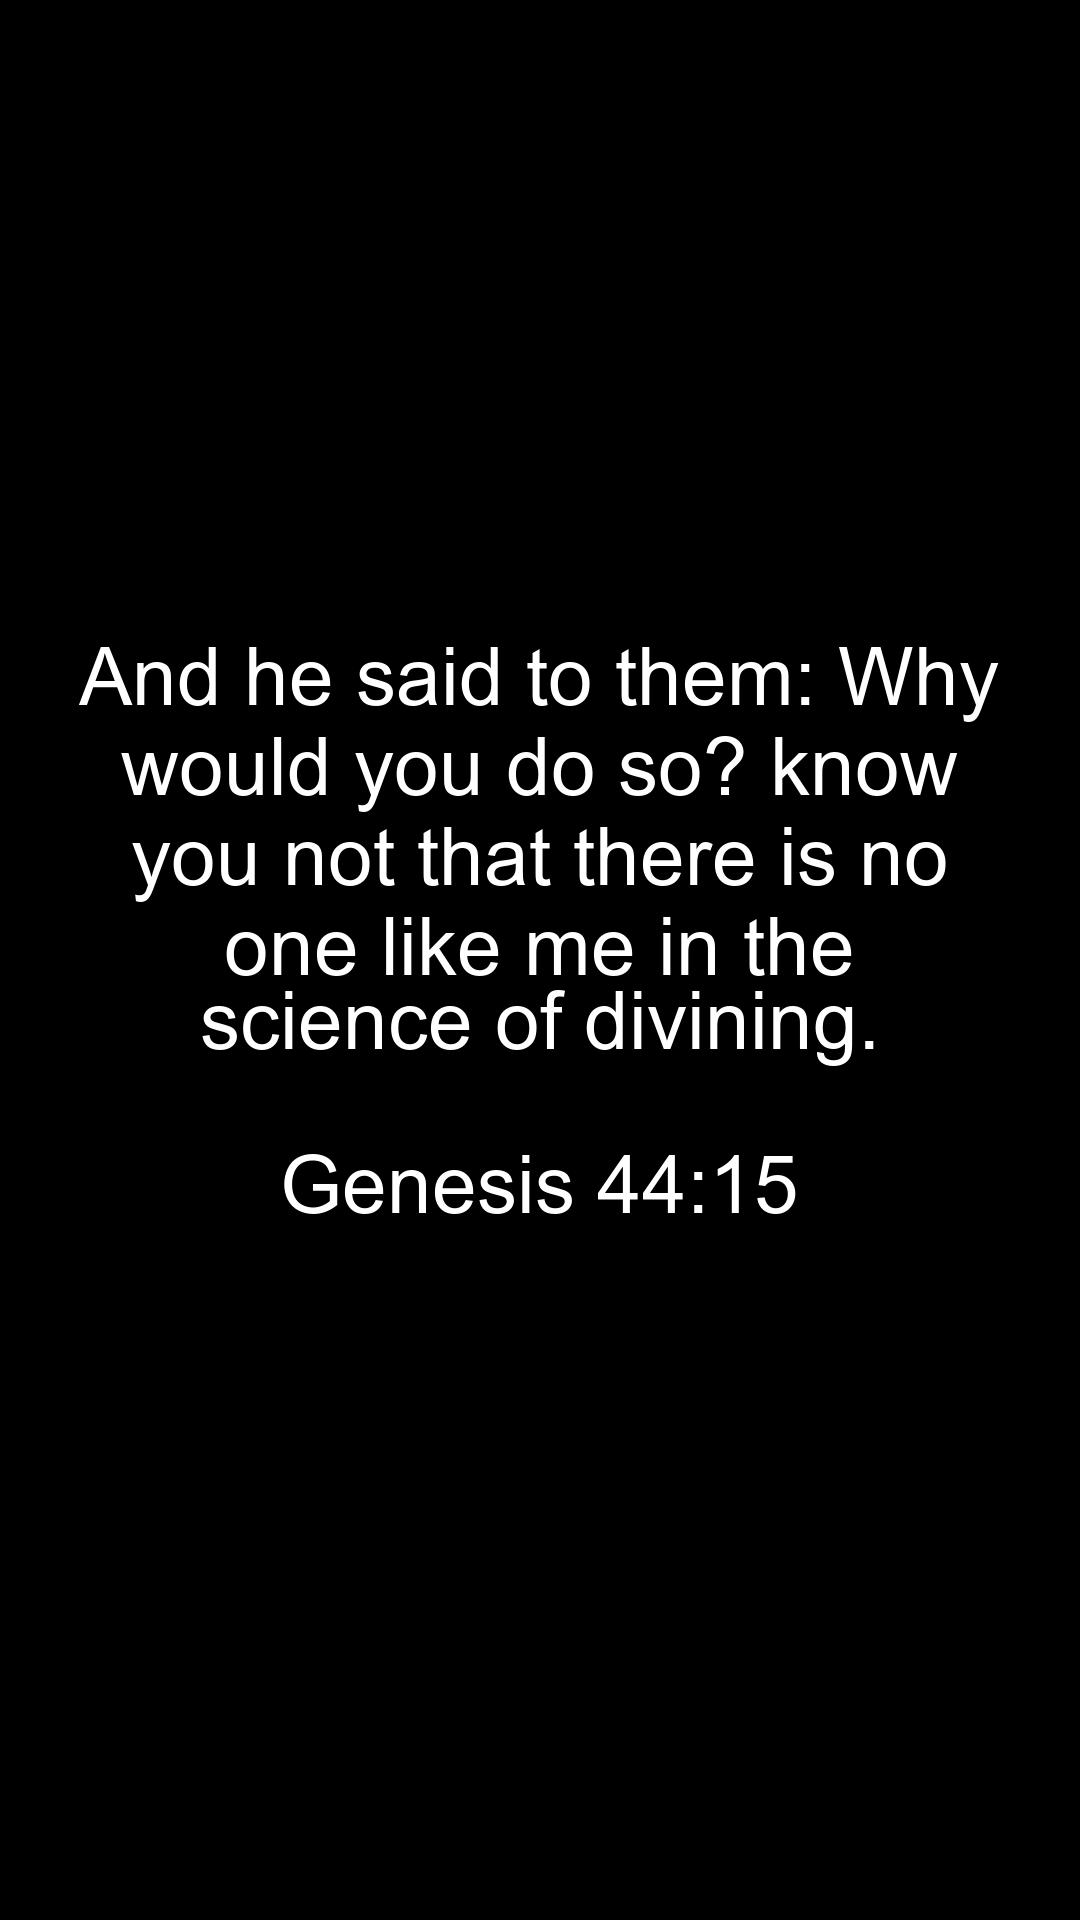 And he said to them: Why
would you do so? know
you not that there is no
one like me in the
science of divining.
Genesis 44:15